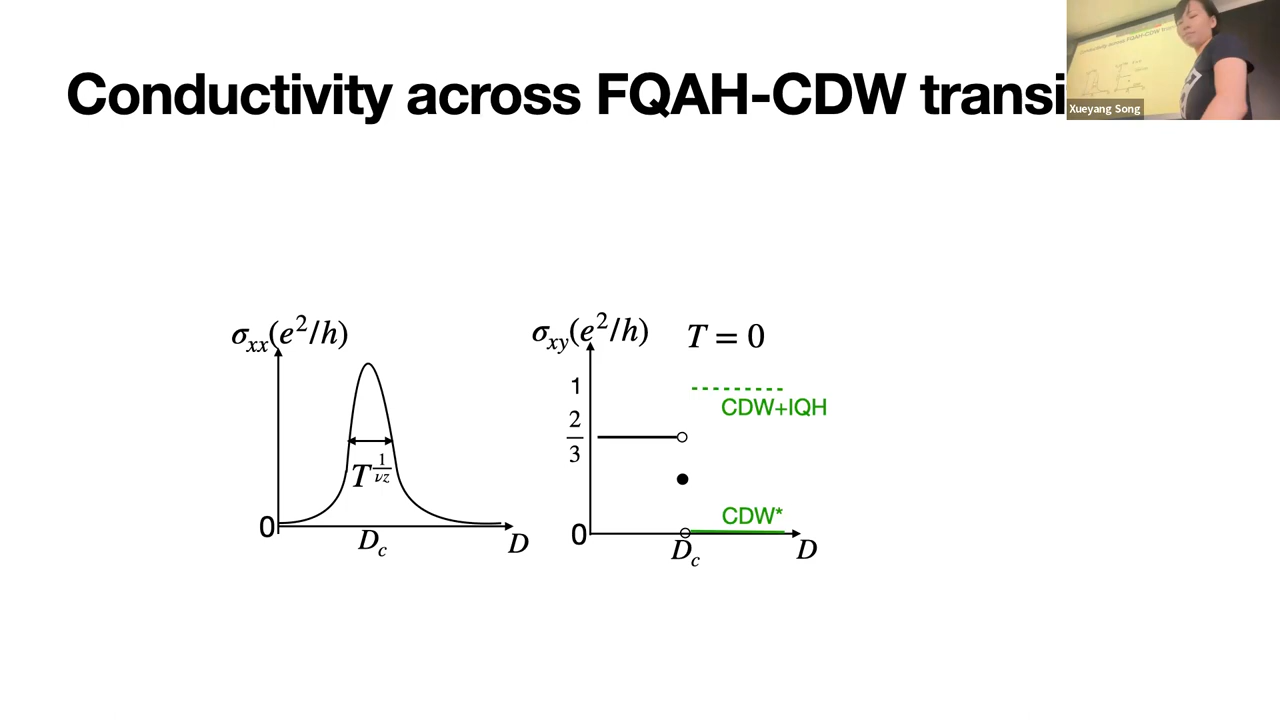 Conductivity across FQAH-CDW transi
Xueyang Song
σxx(e²/h)
T^{1/νz}
0
Dc
D
σxy(e²/h)
T = 0
1
2/3
0
CDW+IQH
CDW*
Dc
D